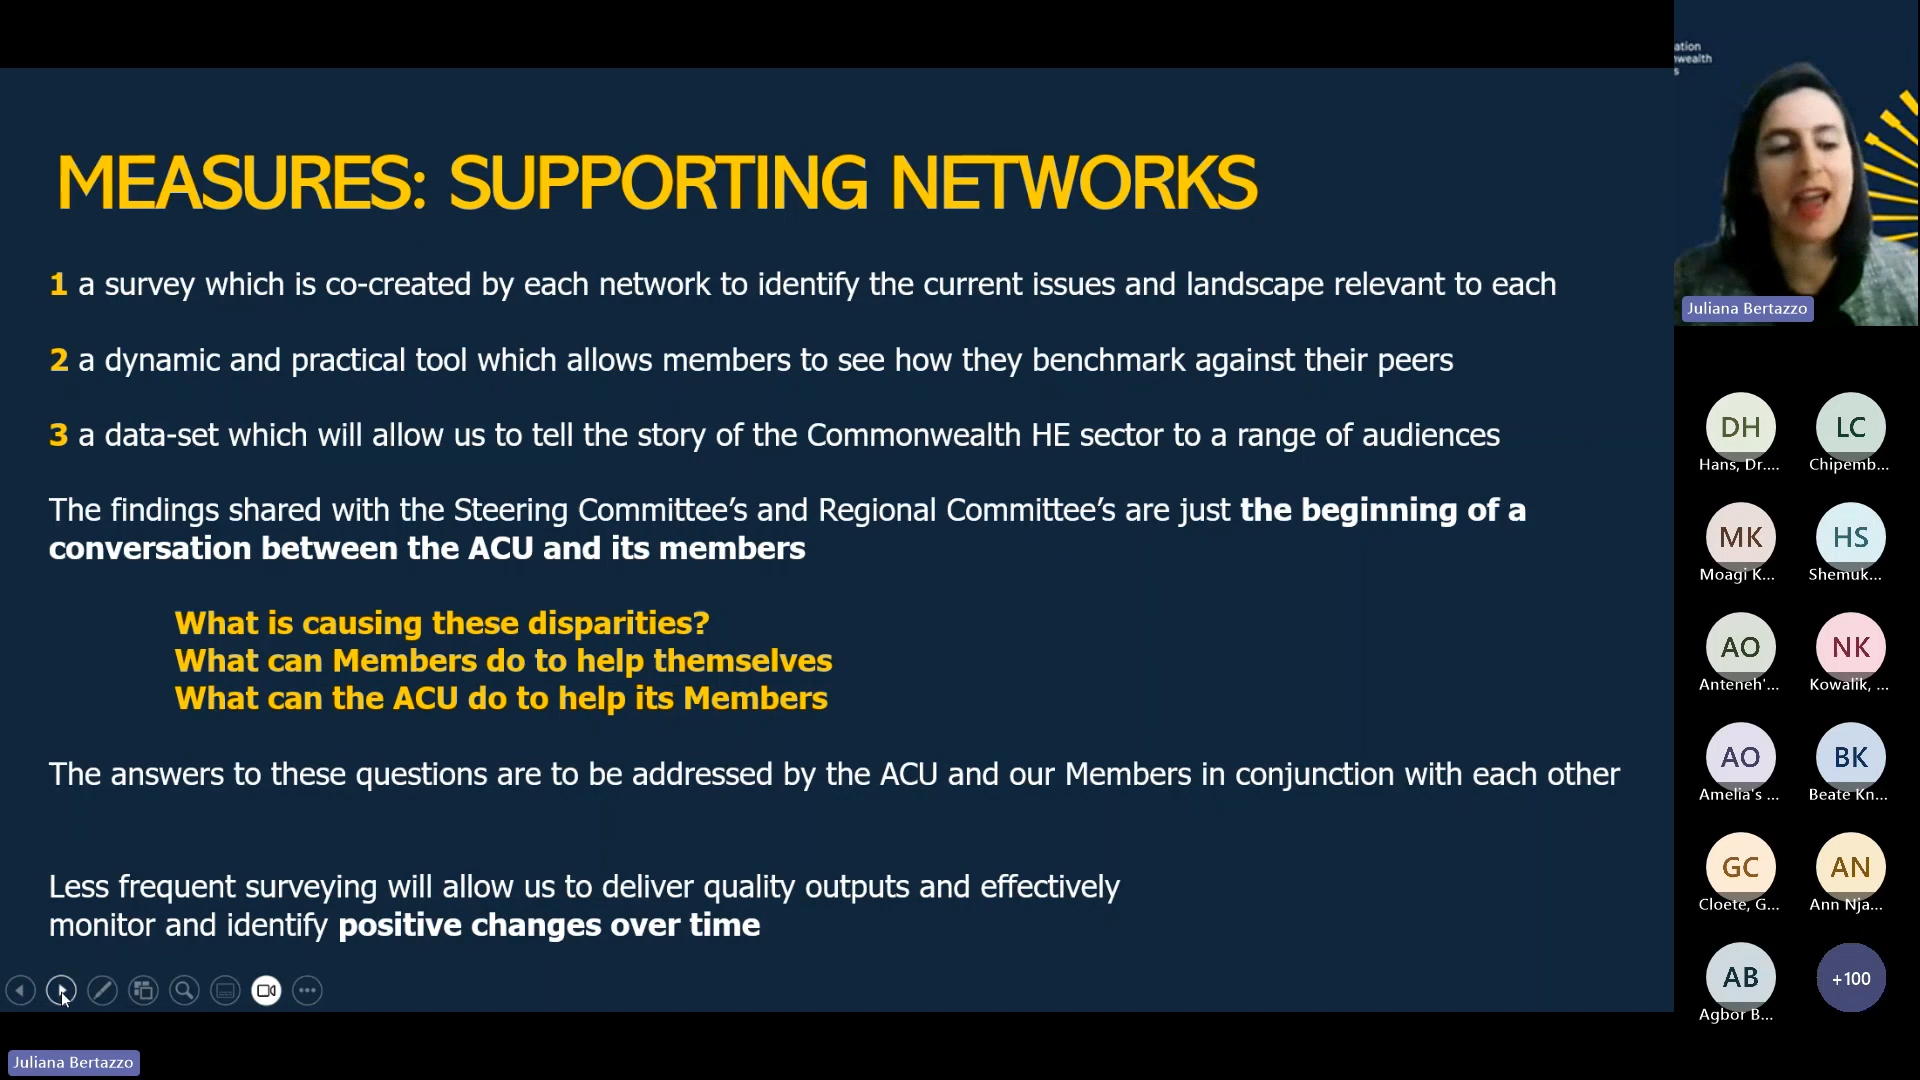 MEASURES: SUPPORTING NETWORKS
1 a survey which is co-created by each network to identify the current issues and landscape relevant to each
2 a dynamic and practical tool which allows members to see how they benchmark against their peers
3 a data-set which will allow us to tell the story of the Commonwealth HE sector to a range of audiences
The findings shared with the Steering Committee’s and Regional Committee’s are just the beginning of a
conversation between the ACU and its members
What is causing these disparities?
What can Members do to help themselves
What can the ACU do to help its Members
The answers to these questions are to be addressed by the ACU and our Members in conjunction with each other
Less frequent surveying will allow us to deliver quality outputs and effectively
monitor and identify positive changes over time
Juliana Bertazzo
ation
wealth
s
Juliana Bertazzo
DH
LC
Hans, Dr....
Chipemb...
MK
HS
Moagi K...
Shemuk...
AO
NK
Anteneh'...
Kowalik, ...
AO
BK
Amelia's ...
Beate Kn...
GC
AN
Cloete, G...
Ann Nja...
AB
+100
Agbor B...